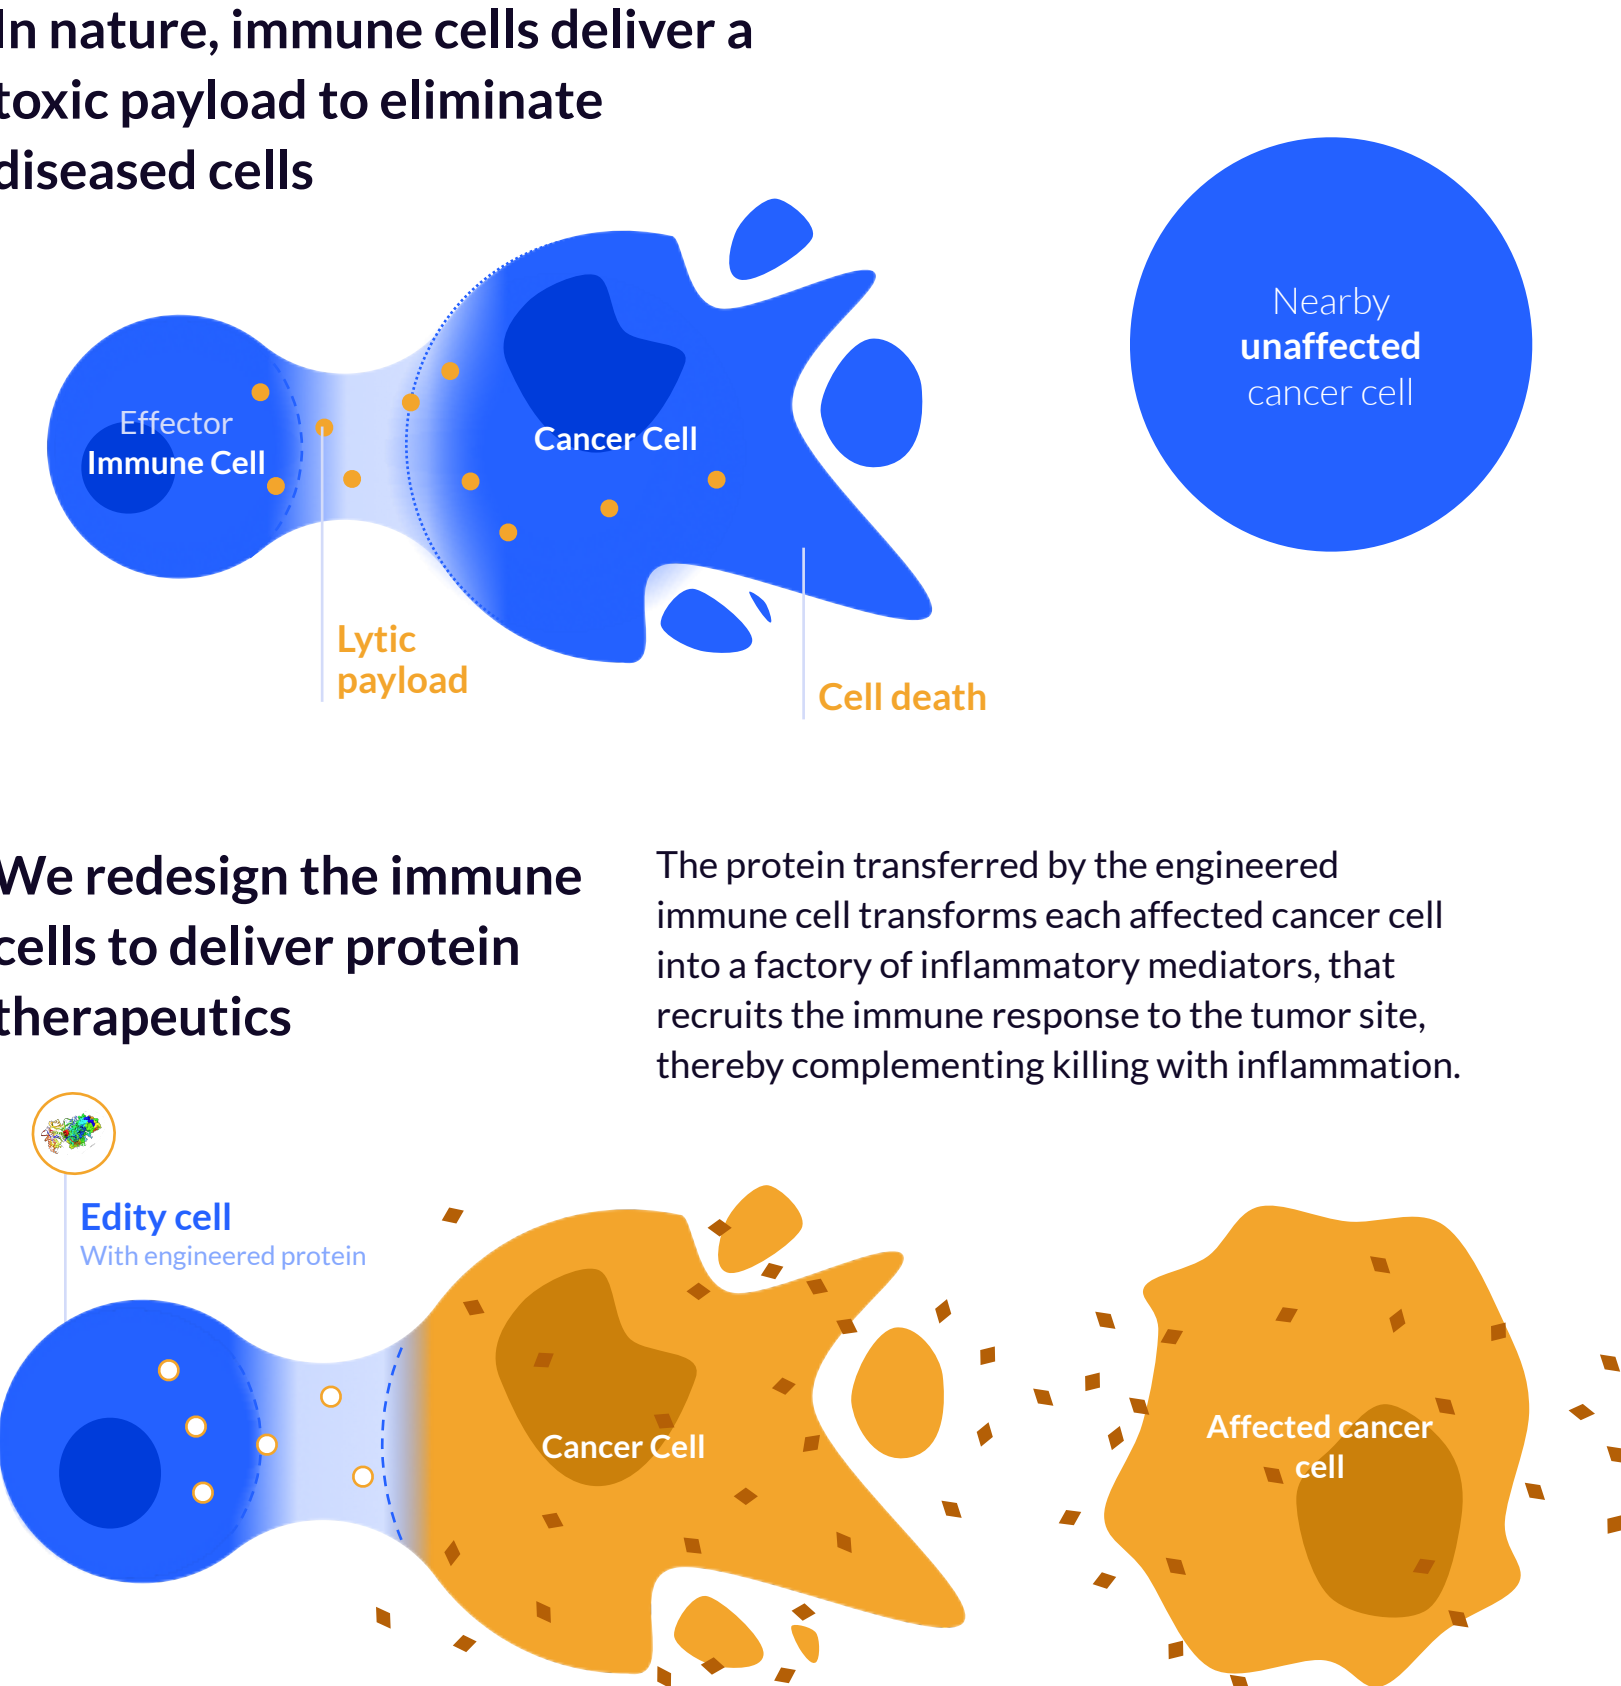 In nature, immune cells deliver a
toxic payload to eliminate
diseased cells
Nearby
unaffected
cancer cell
Effector
Immune Cell
Cancer Cell
Lytic
payload
Cell death
We redesign the immune
cells to deliver protein
therapeutics
The protein transferred by the engineered
immune cell transforms each affected cancer cell
into a factory of inflammatory mediators, that
recruits the immune response to the tumor site,
thereby complementing killing with inflammation.
Edity cell
With engineered protein
Cancer Cell
Affected cancer
cell